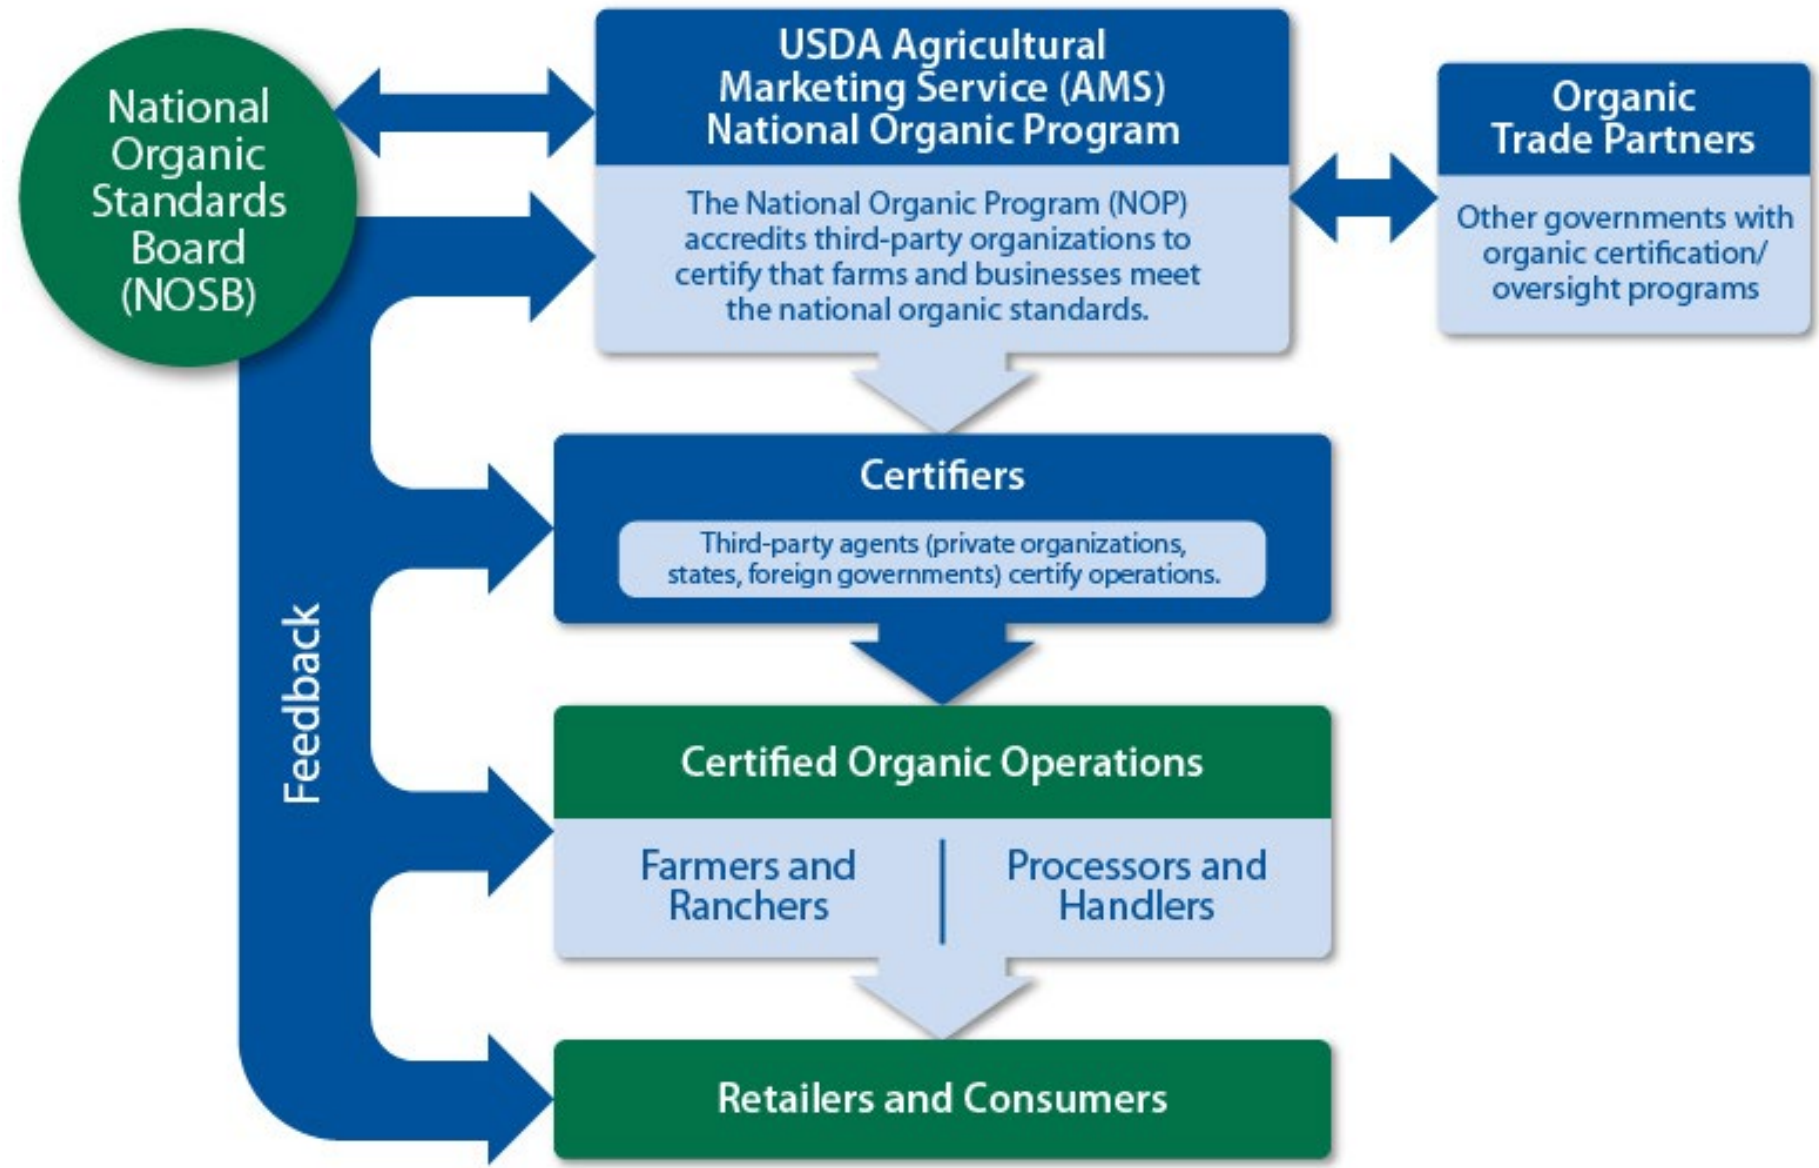 National
Organic
Standards
Board
(NOSB)
USDA Agricultural
Marketing Service (AMS)
National Organic Program
The National Organic Program (NOP)
accredits third-party organizations to
certify that farms and businesses meet
the national organic standards.
Organic
Trade Partners
Other governments with
organic certification/
oversight programs
Certifiers
Third-party agents (private organizations,
states, foreign governments) certify operations.
Feedback
Certified Organic Operations
Farmers and
Ranchers
Processors and
Handlers
Retailers and Consumers